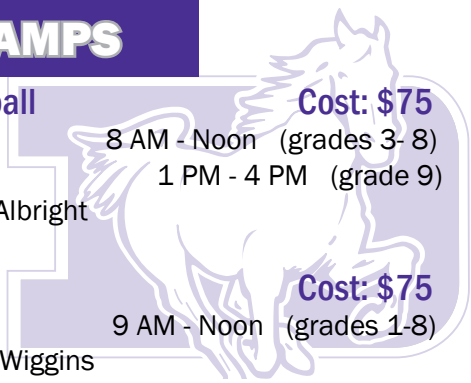 AMPS
ball Cost: $75
8 AM - Noon (grades 3- 8)
1 PM - 4 PM (grade 9)
Albright
Cost: $75
9 AM - Noon (grades 1-8)
Wiggins